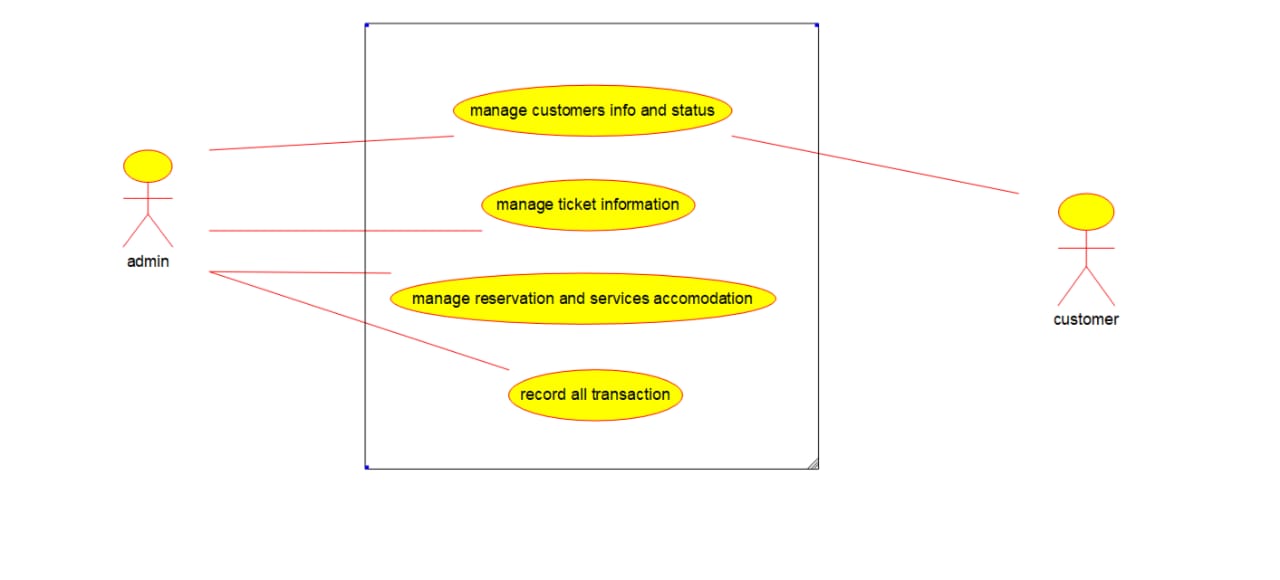 manage customers info and status
manage ticket information
admin
manage reservation and services accomodation
customer
record all transaction